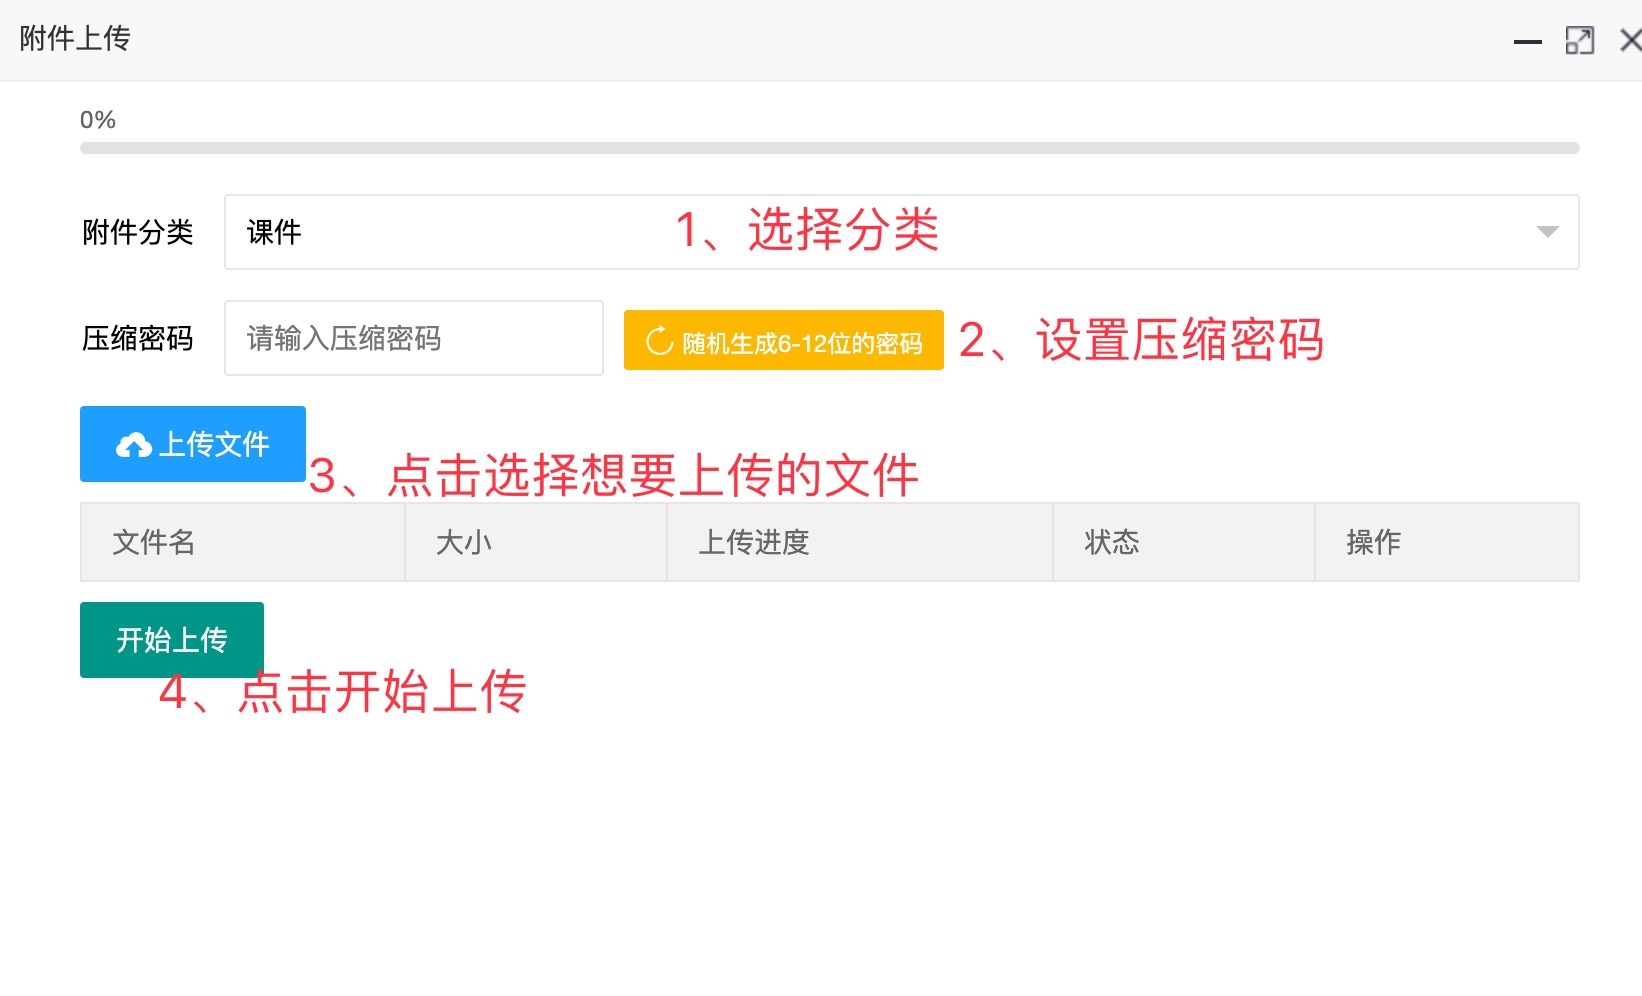 附件上传
0%
附件分类 课件 1、选择分类
压缩密码 请输入压缩密码 随机生成6-12位的密码 2、设置压缩密码
上传文件
3、点击选择想要上传的文件
文件名 大小 上传进度 状态 操作
开始上传
4、点击开始上传